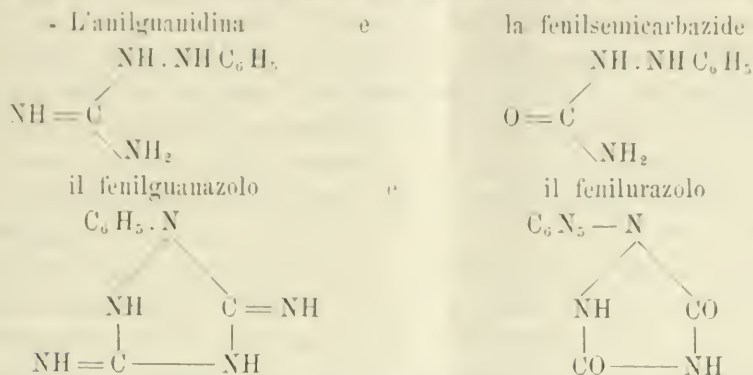 - L'anilguanidina e la fenilsemicarbazide
NH . NH C₆ H₅ NH . NH C₆ H₅
NH = C O = C
NH₂ NH₂
il fenilguanazolo e il fenilurazolo
C₆ H₅ . N C₆ N₅ — N
NH C = NH NH CO
NH = C — NH CO — NH